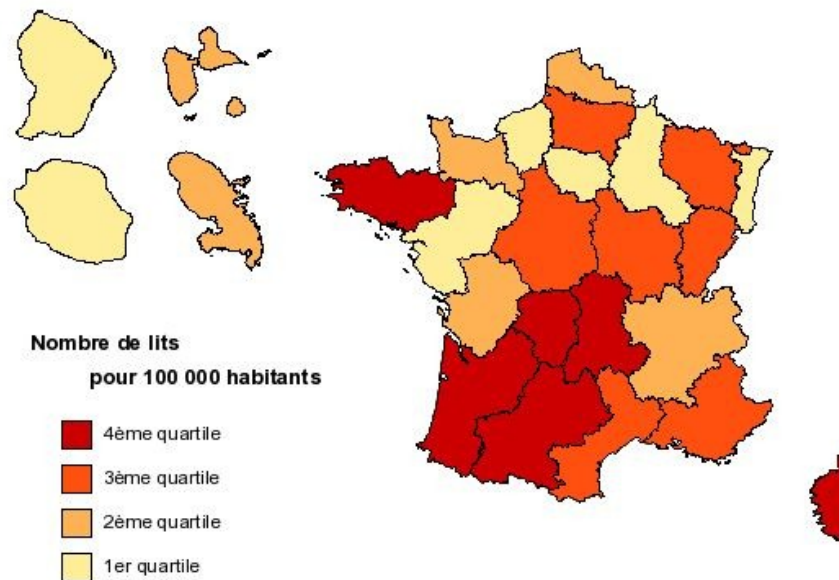 Nombre de lits
pour 100 000 habitants
4ème quartile
3ème quartile
2ème quartile
1er quartile